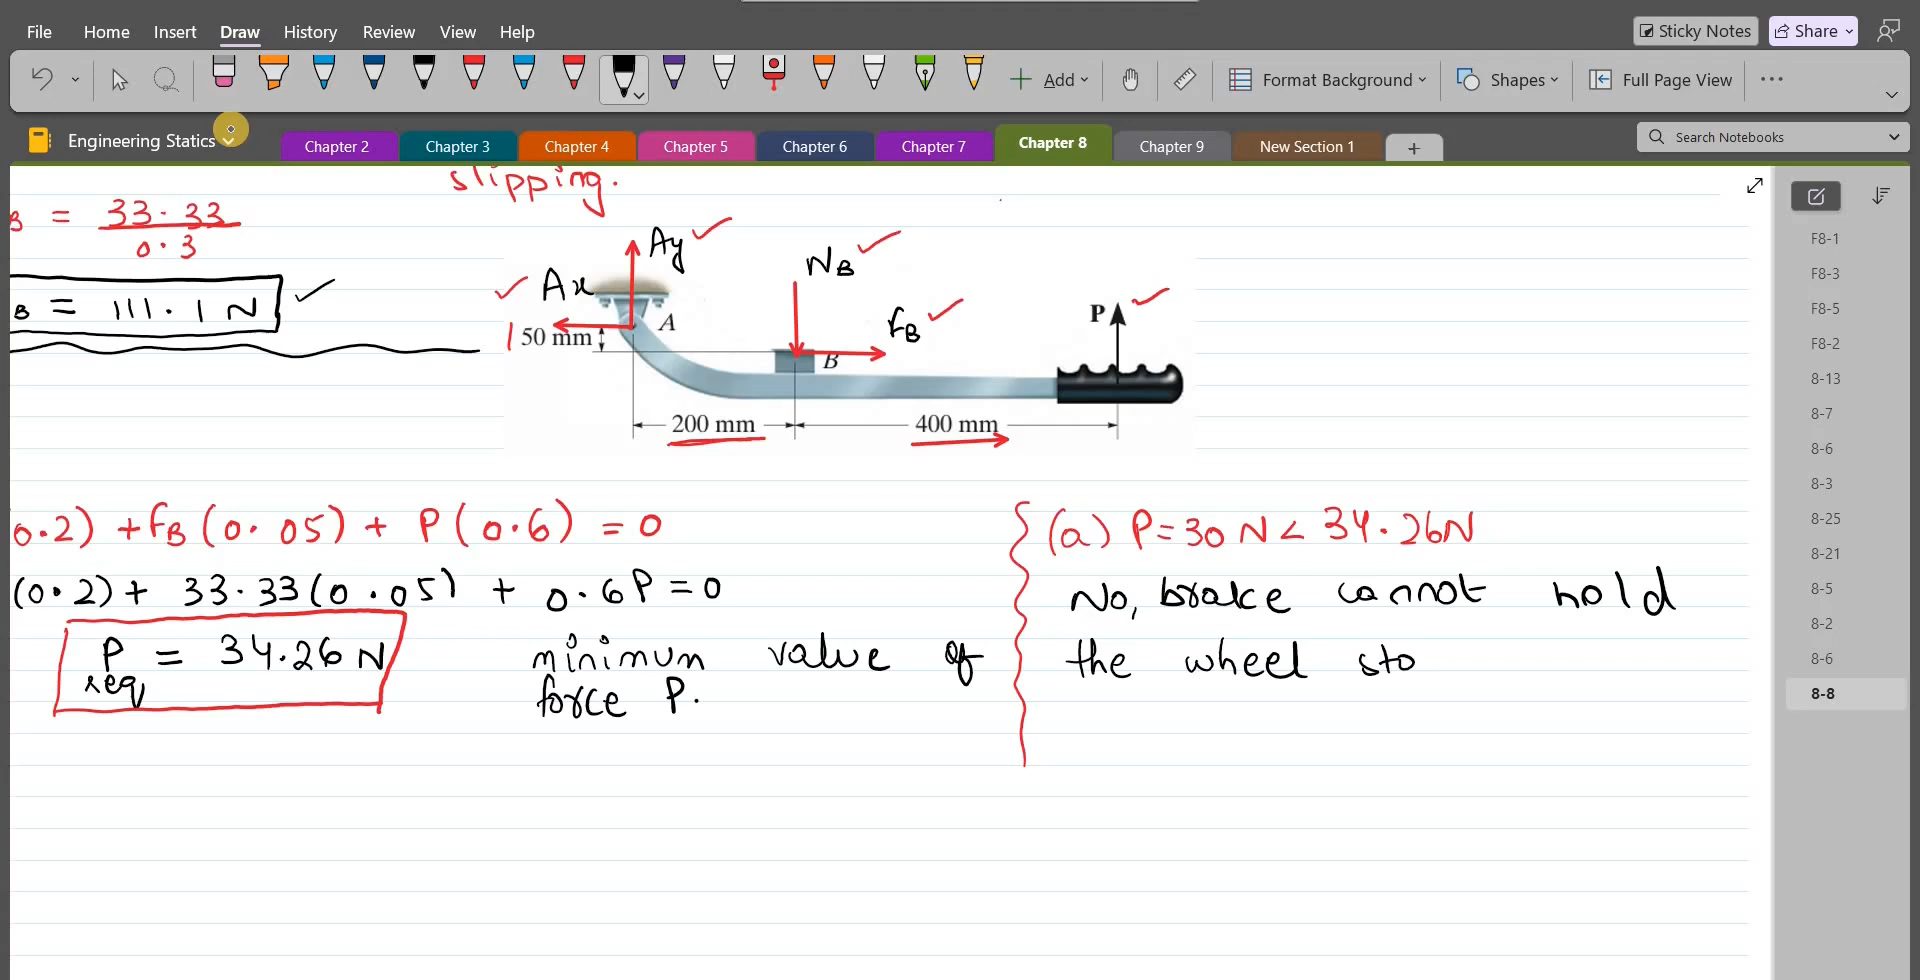 File Home Insert Draw History Review View Help
Sticky Notes Share
Add Format Background Shapes Full Page View
Engineering Statics Chapter 2 Chapter 3 Chapter 4 Chapter 5 Chapter 6 Chapter 7 Chapter 8 Chapter 9 New Section 1 +
Search Notebooks
slipping.
B = 33.33
0.3
B = 111.1 N
Ay
Ax
NB
FB
P
A
50 mm
B
200 mm
400 mm
0.2) + fB (0.05) + P(0.6) = 0
(0.2) + 33.33(0.05) + 0.6P = 0
P = 34.26 N
req
minimum value of
force P.
(a) P = 30 N < 34.26N
No, brake cannot hold
the wheel sto
F8-1
F8-3
F8-5
F8-2
8-13
8-7
8-6
8-3
8-25
8-21
8-5
8-2
8-6
8-8